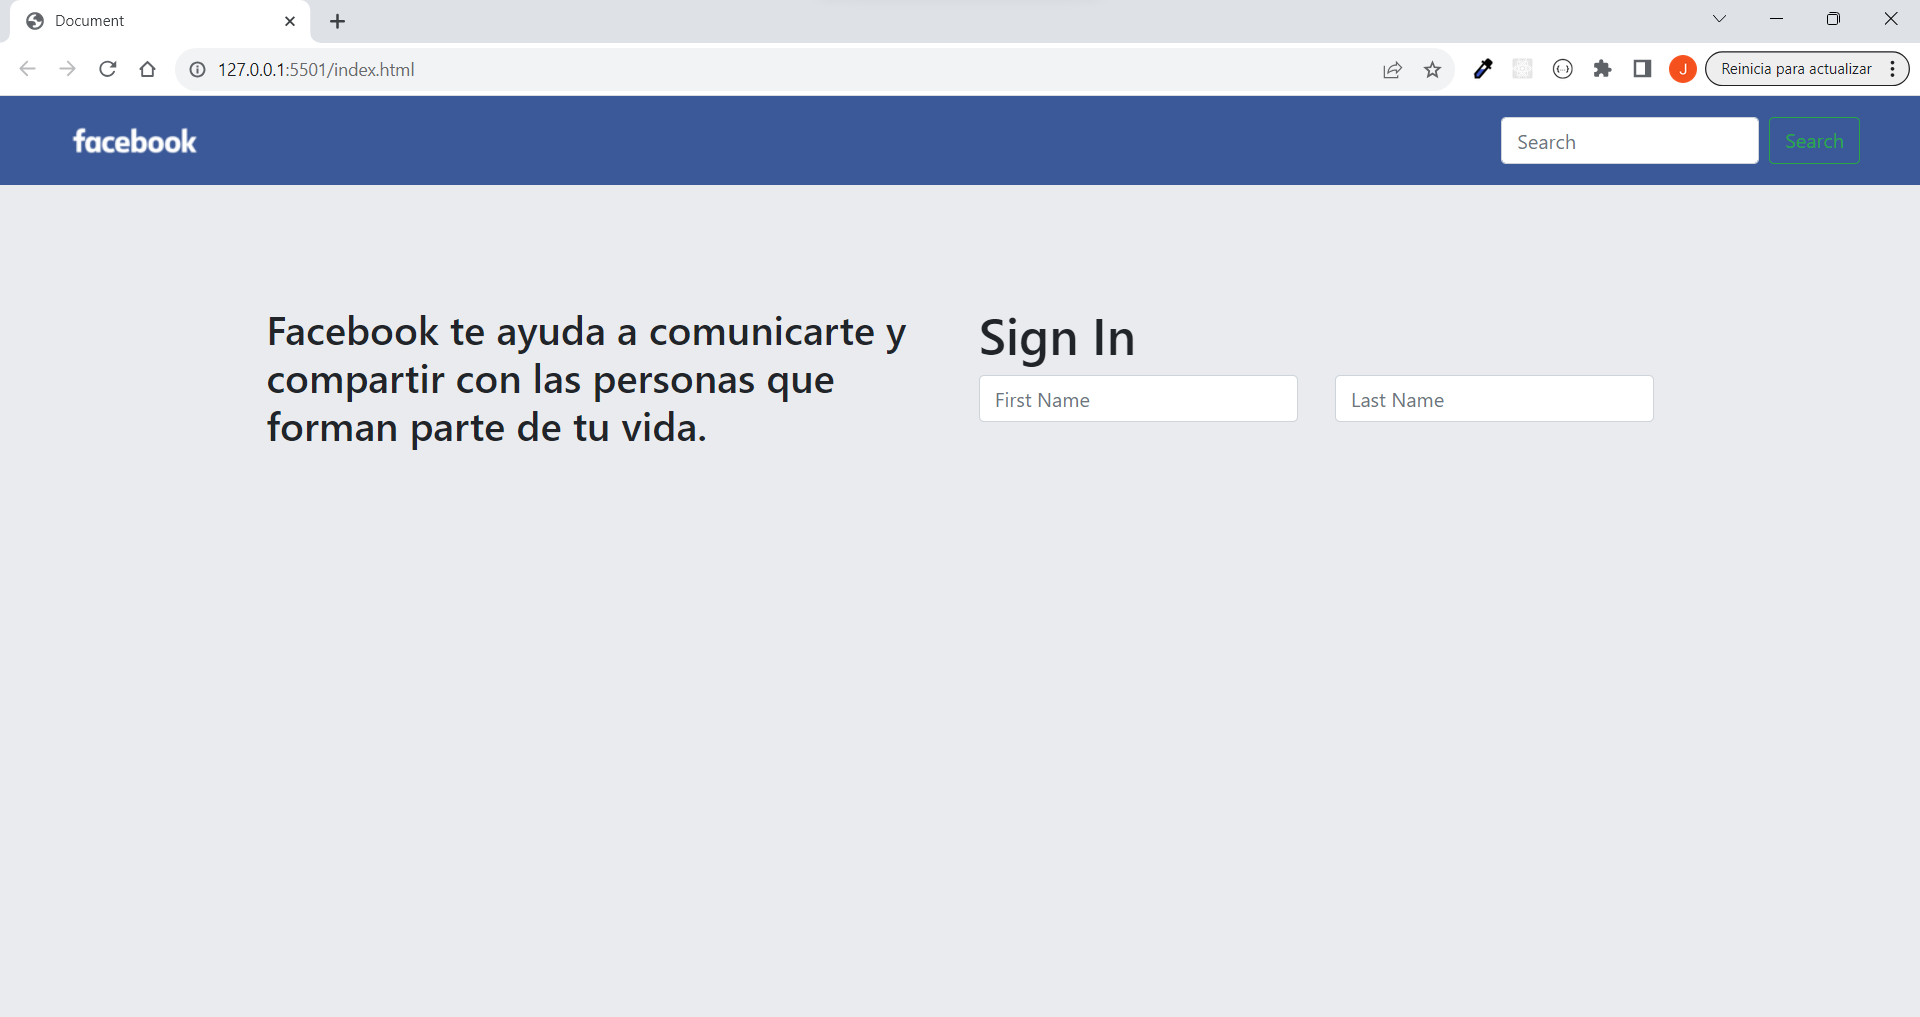 Document
127.0.0.1:5501/index.html
J
Reinicia para actualizar
facebook
Search
Search
Facebook te ayuda a comunicarte y
compartir con las personas que
forman parte de tu vida.
Sign In
First Name
Last Name